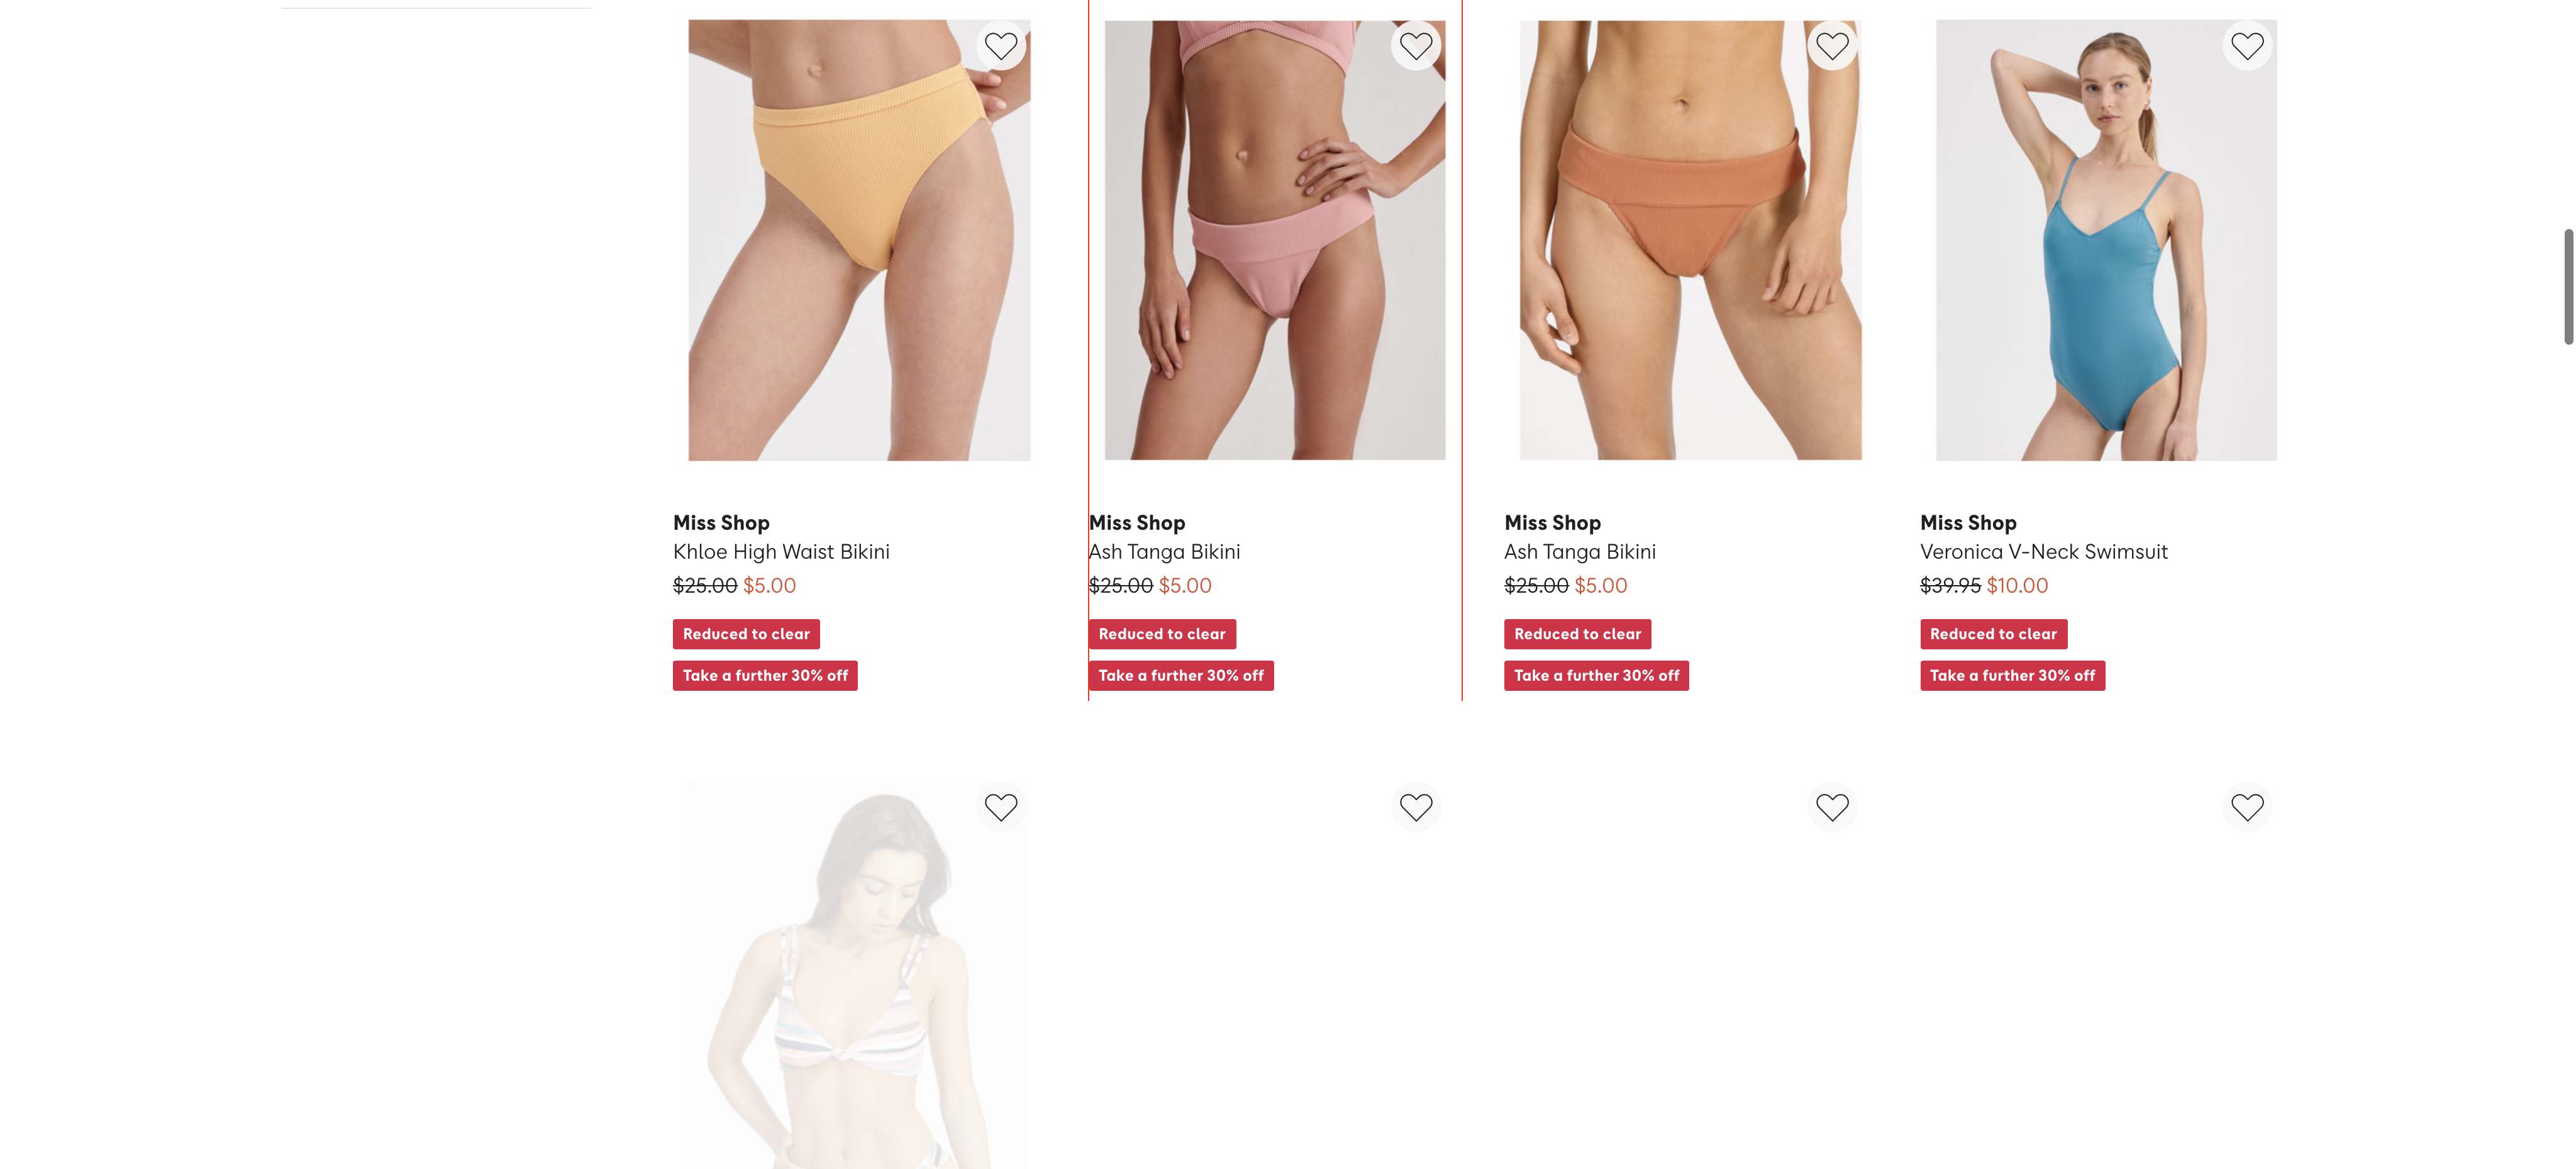 Miss Shop
Khloe High Waist Bikini
$25.00 $5.00
Reduced to clear
Take a further 30% off
Miss Shop
Ash Tanga Bikini
$25.00 $5.00
Reduced to clear
Take a further 30% off
Miss Shop
Ash Tanga Bikini
$25.00 $5.00
Reduced to clear
Take a further 30% off
Miss Shop
Veronica V-Neck Swimsuit
$39.95 $10.00
Reduced to clear
Take a further 30% off